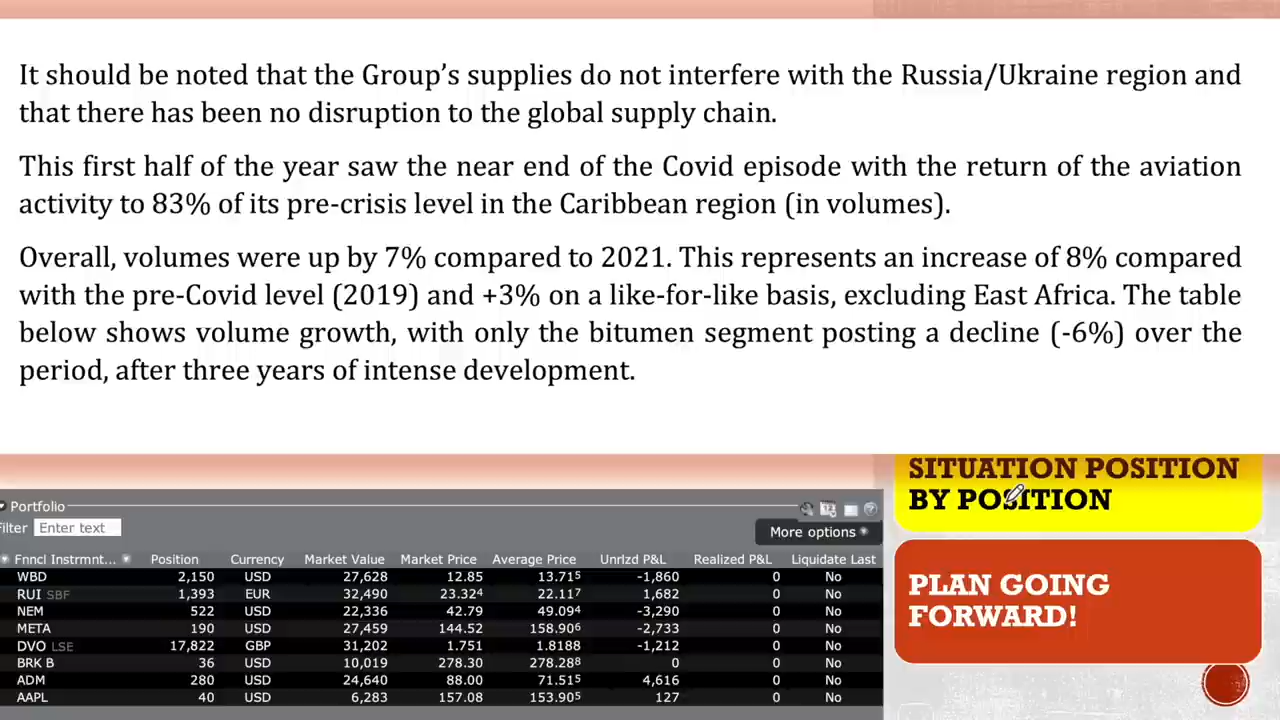 It should be noted that the Group’s supplies do not interfere with the Russia/Ukraine region and
that there has been no disruption to the global supply chain.
This first half of the year saw the near end of the Covid episode with the return of the aviation
activity to 83% of its pre-crisis level in the Caribbean region (in volumes).
Overall, volumes were up by 7% compared to 2021. This represents an increase of 8% compared
with the pre-Covid level (2019) and +3% on a like-for-like basis, excluding East Africa. The table
below shows volume growth, with only the bitumen segment posting a decline (-6%) over the
period, after three years of intense development.
SITUATION POSITION
BY POSITION
PLAN GOING
FORWARD!
Portfolio
Filter Enter text
More options
Fncl Instrmnt... Position Currency Market Value Market Price Average Price Unrlzd P&L Realized P&L Liquidate Last
WBD 2,150 USD 27,628 12.85 13.715 -1,860 0 No
RUI SBF 1,393 EUR 32,490 23.324 22.117 1,682 0 No
NEM 522 USD 22,336 42.79 49.094 -3,290 0 No
META 190 USD 27,459 144.52 158.906 -2,733 0 No
DVO LSE 17,822 GBP 31,202 1.751 1.8188 -1,212 0 No
BRK B 36 USD 10,019 278.30 278.288 0 0 No
ADM 280 USD 24,640 88.00 71.515 4,616 0 No
AAPL 40 USD 6,283 157.08 153.905 127 0 No